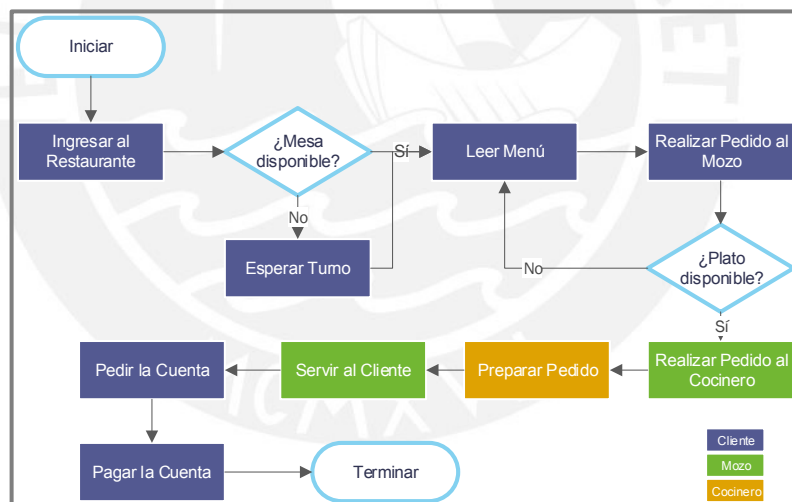 Iniciar
Ingresar al
Restaurante
¿Mesa
disponible?
Sí
Leer Menú
Realizar Pedido al
Mozo
No
Esperar Turno
No
¿Plato
disponible?
Sí
Pedir la Cuenta
Servir al Cliente
Preparar Pedido
Realizar Pedido al
Cocinero
Pagar la Cuenta
Terminar
Cliente
Mozo
Cocinero